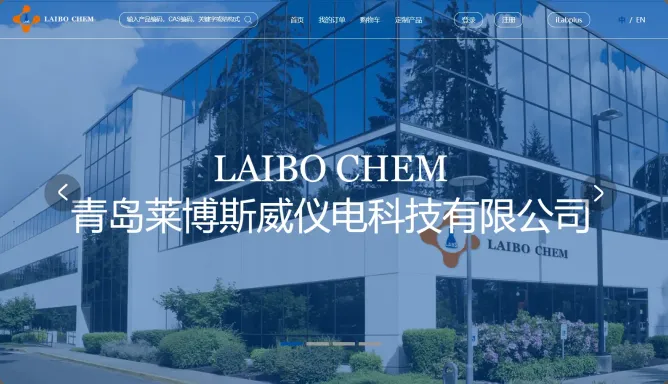 LAIBO CHEM
输入产品编码、CAS编码、关键字或结构式
首页
我的订单
购物车
定制产品
登录
注册
iLabplus
中 / EN
LAIBO CHEM
青岛莱博斯威仪电科技有限公司
LAIBO CHEM